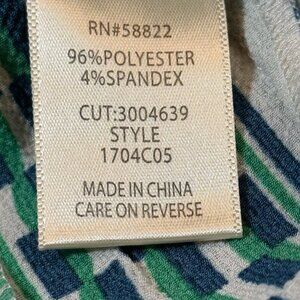 RN#58822
96%POLYESTER
4%SPANDEX
CUT:3004639
STYLE
1704C05
MADE IN CHINA
CARE ON REVERSE